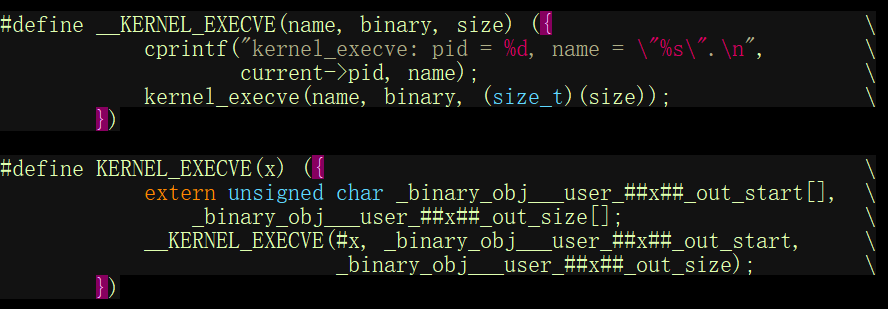 #define __KERNEL_EXECVE(name, binary, size) ({ \
cprintf("kernel_execve: pid = %d, name = \"%s\".\n", \
current->pid, name); \
kernel_execve(name, binary, (size_t)(size)); \
})
#define KERNEL_EXECVE(x) ({ \
extern unsigned char _binary_obj___user_##x##_out_start[], \
_binary_obj___user_##x##_out_size[]; \
__KERNEL_EXECVE(#x, _binary_obj___user_##x##_out_start, \
_binary_obj___user_##x##_out_size); \
})